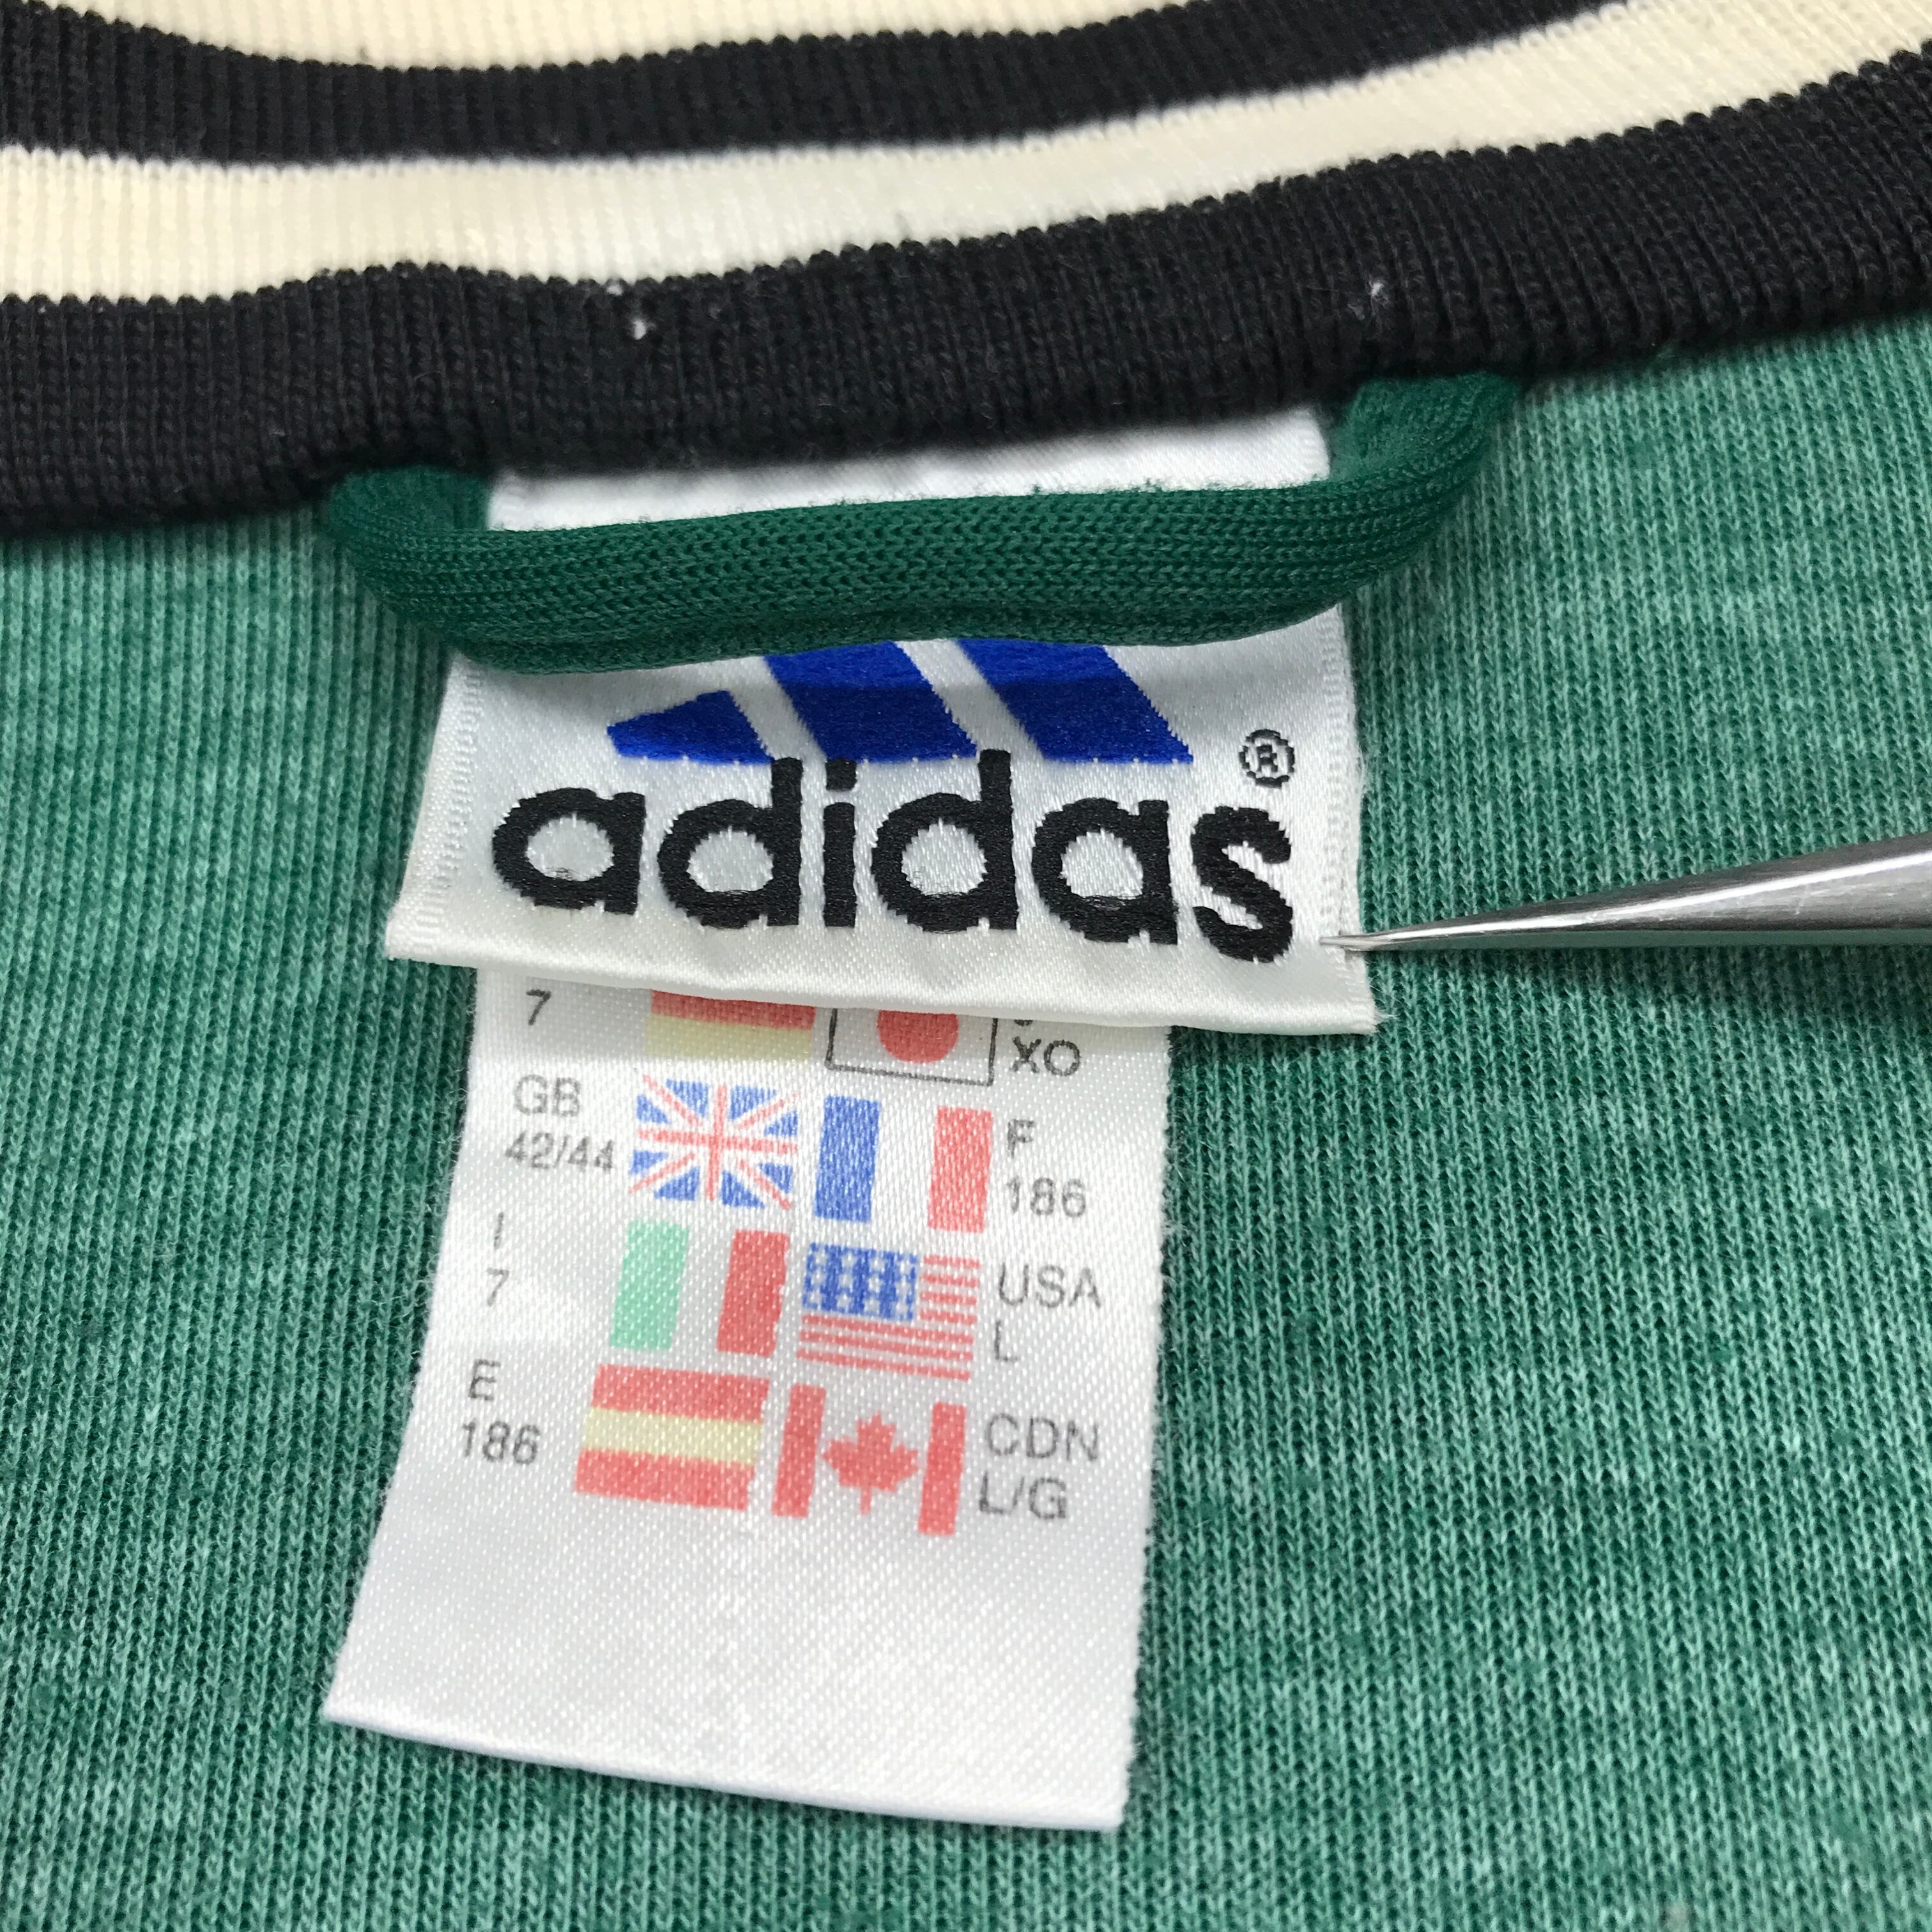 adidas ®
7
XO
GB
42/44
F
186
I
7
USA
L
E
186
CDN
L/G